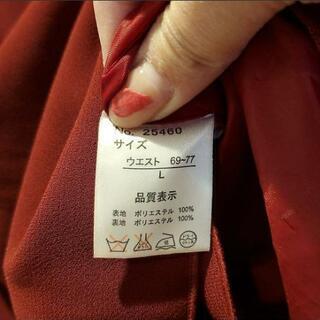 No. 25460
サイズ
ウエスト 69~77
L
品質表示
表地 ポリエステル 100%
裏地 ポリエステル 100%